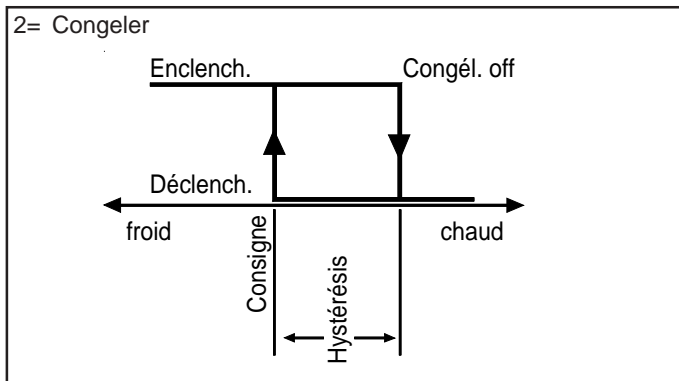 2= Congeler
Enclench.
Congél. off
Déclench.
froid
chaud
Consigne
Hystérésis